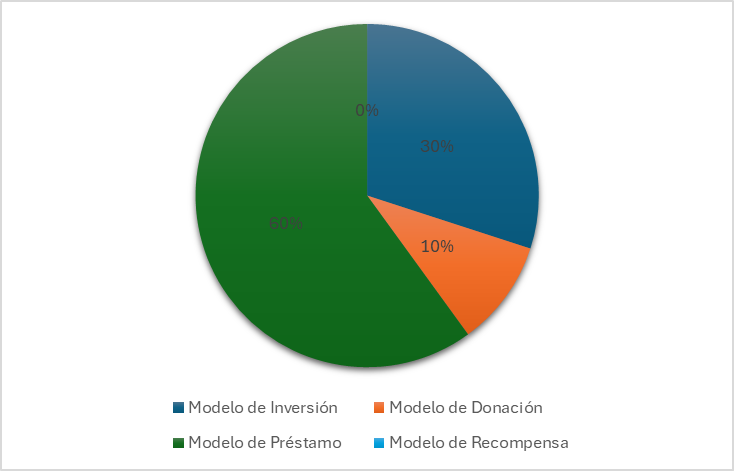 0%
30%
60%
10%
Modelo de Inversión
Modelo de Donación
Modelo de Préstamo
Modelo de Recompensa